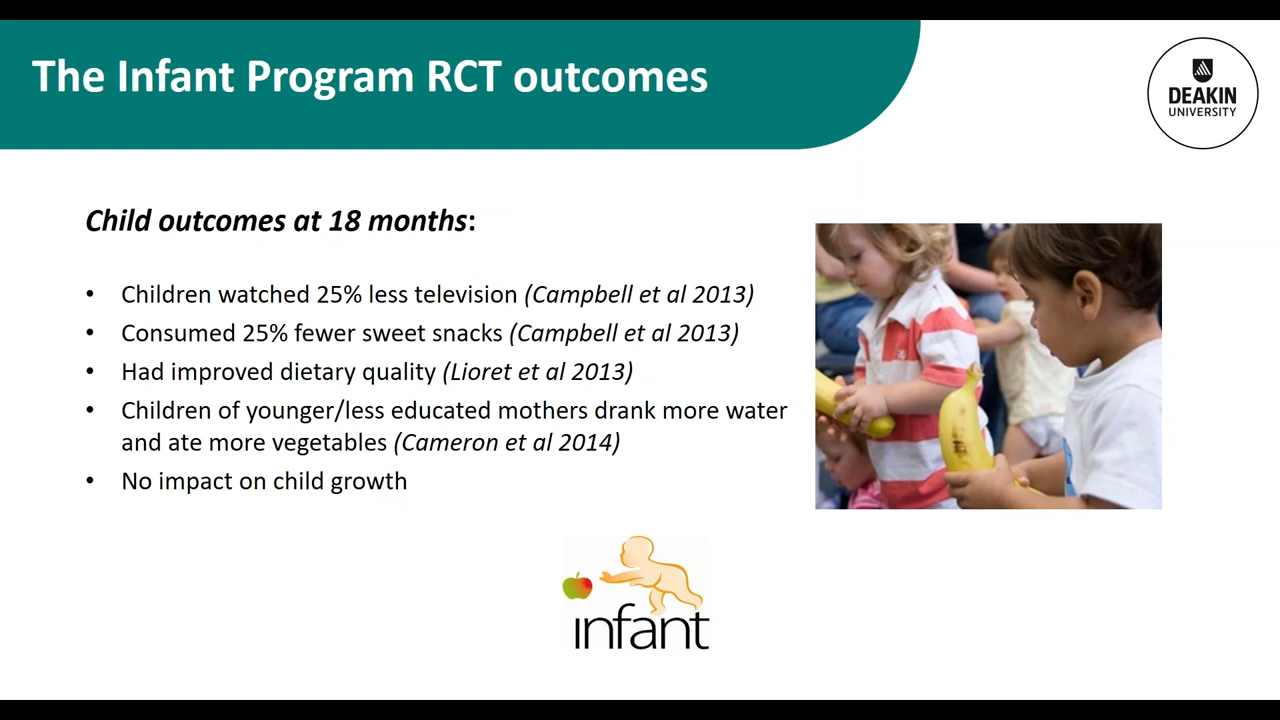 The Infant Program RCT outcomes
DEAKIN
UNIVERSITY
Child outcomes at 18 months:
• Children watched 25% less television (Campbell et al 2013)
• Consumed 25% fewer sweet snacks (Campbell et al 2013)
• Had improved dietary quality (Lioret et al 2013)
• Children of younger/less educated mothers drank more water
and ate more vegetables (Cameron et al 2014)
• No impact on child growth
infant